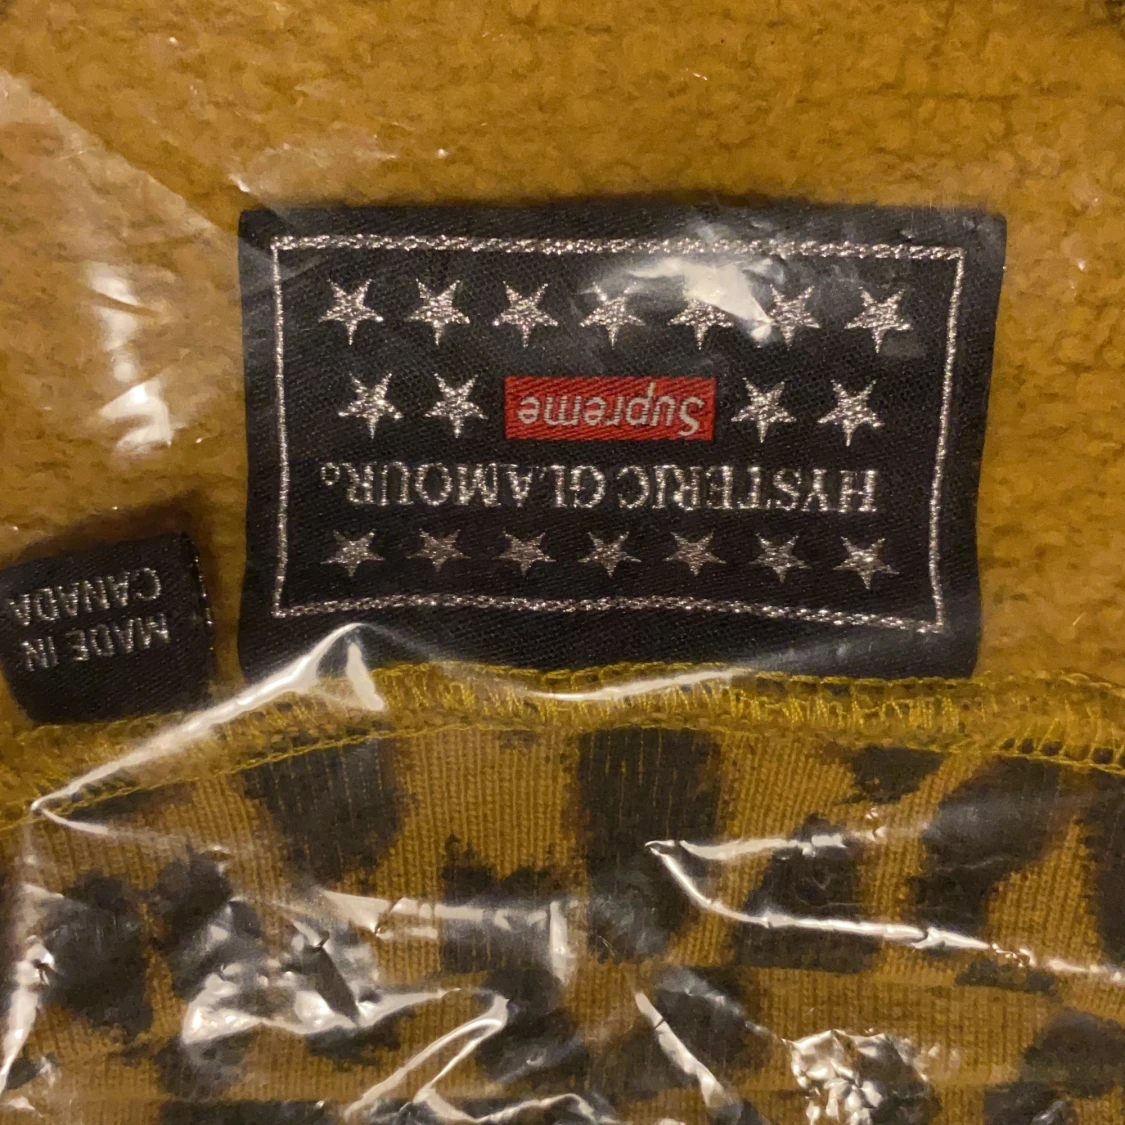 HYSTERIC GLAMOUR.
Supreme
MADE IN
CANADA